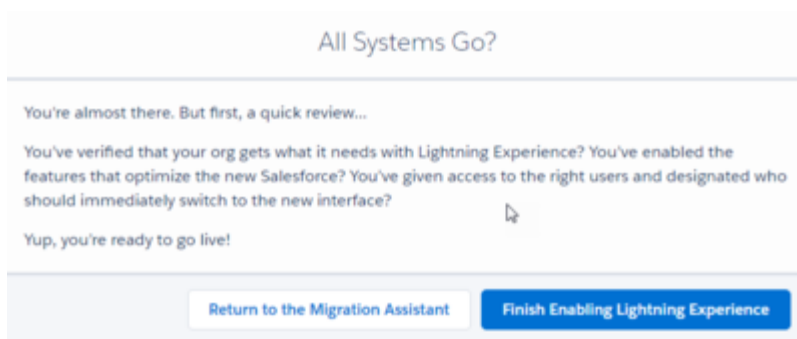 All Systems Go?
You're almost there. But first, a quick review...
You've verified that your org gets what it needs with Lightning Experience? You've enabled the
features that optimize the new Salesforce? You've given access to the right users and designated who
should immediately switch to the new interface?
Yup, you're ready to go live!
Return to the Migration Assistant
Finish Enabling Lightning Experience